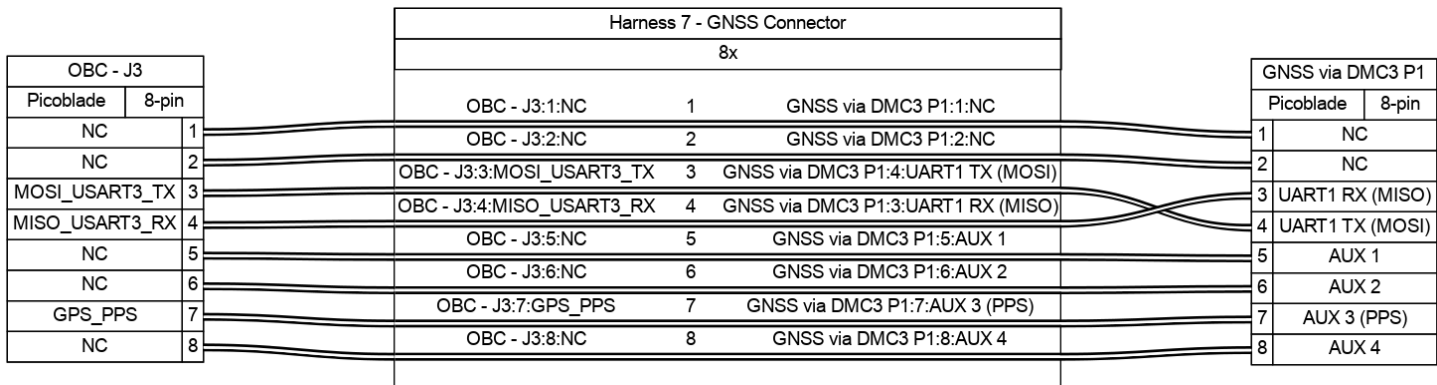 Harness 7 - GNSS Connector
8x
OBC - J3
Picoblade 8-pin
NC 1
NC 2
MOSI_USART3_TX 3
MISO_USART3_RX 4
NC 5
NC 6
GPS_PPS 7
NC 8
OBC - J3:1:NC 1 GNSS via DMC3 P1:1:NC
OBC - J3:2:NC 2 GNSS via DMC3 P1:2:NC
OBC - J3:3:MOSI_USART3_TX 3 GNSS via DMC3 P1:4:UART1 TX (MOSI)
OBC - J3:4:MISO_USART3_RX 4 GNSS via DMC3 P1:3:UART1 RX (MISO)
OBC - J3:5:NC 5 GNSS via DMC3 P1:5:AUX 1
OBC - J3:6:NC 6 GNSS via DMC3 P1:6:AUX 2
OBC - J3:7:GPS_PPS 7 GNSS via DMC3 P1:7:AUX 3 (PPS)
OBC - J3:8:NC 8 GNSS via DMC3 P1:8:AUX 4
GNSS via DMC3 P1
Picoblade 8-pin
1 NC
2 NC
3 UART1 RX (MISO)
4 UART1 TX (MOSI)
5 AUX 1
6 AUX 2
7 AUX 3 (PPS)
8 AUX 4